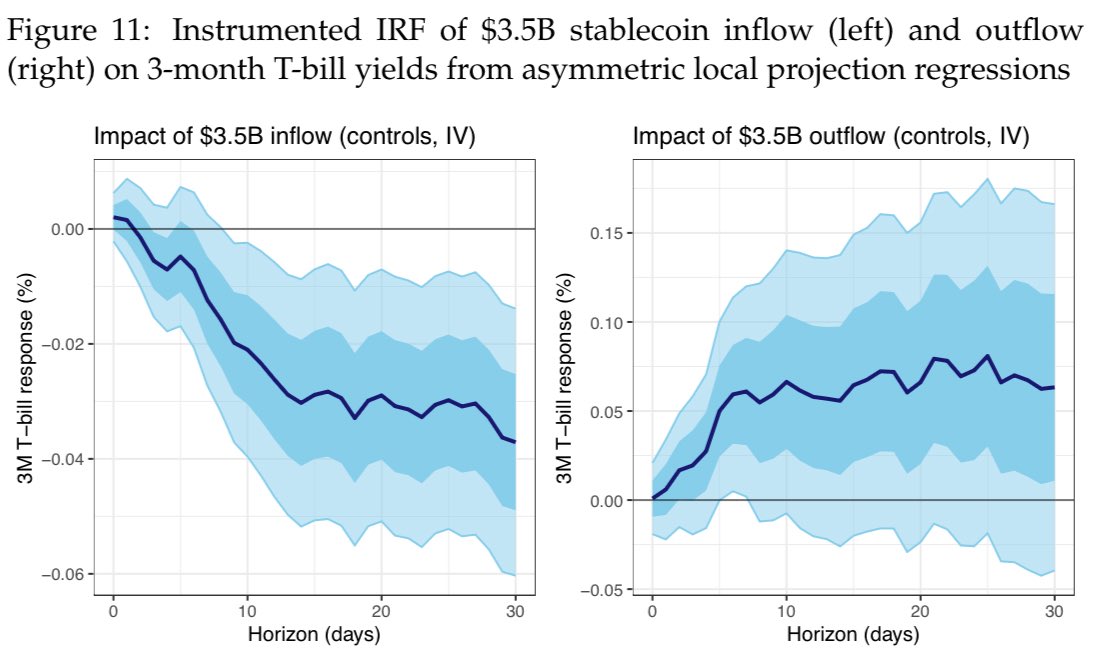 Figure 11: Instrumented IRF of $3.5B stablecoin inflow (left) and outflow
(right) on 3-month T-bill yields from asymmetric local projection regressions
Impact of $3.5B inflow (controls, IV)
3M T-bill response (%)
0.00
−0.02
−0.04
−0.06
0
10
20
30
Horizon (days)
Impact of $3.5B outflow (controls, IV)
3M T-bill response (%)
0.15
0.10
0.05
0.00
−0.05
0
10
20
30
Horizon (days)